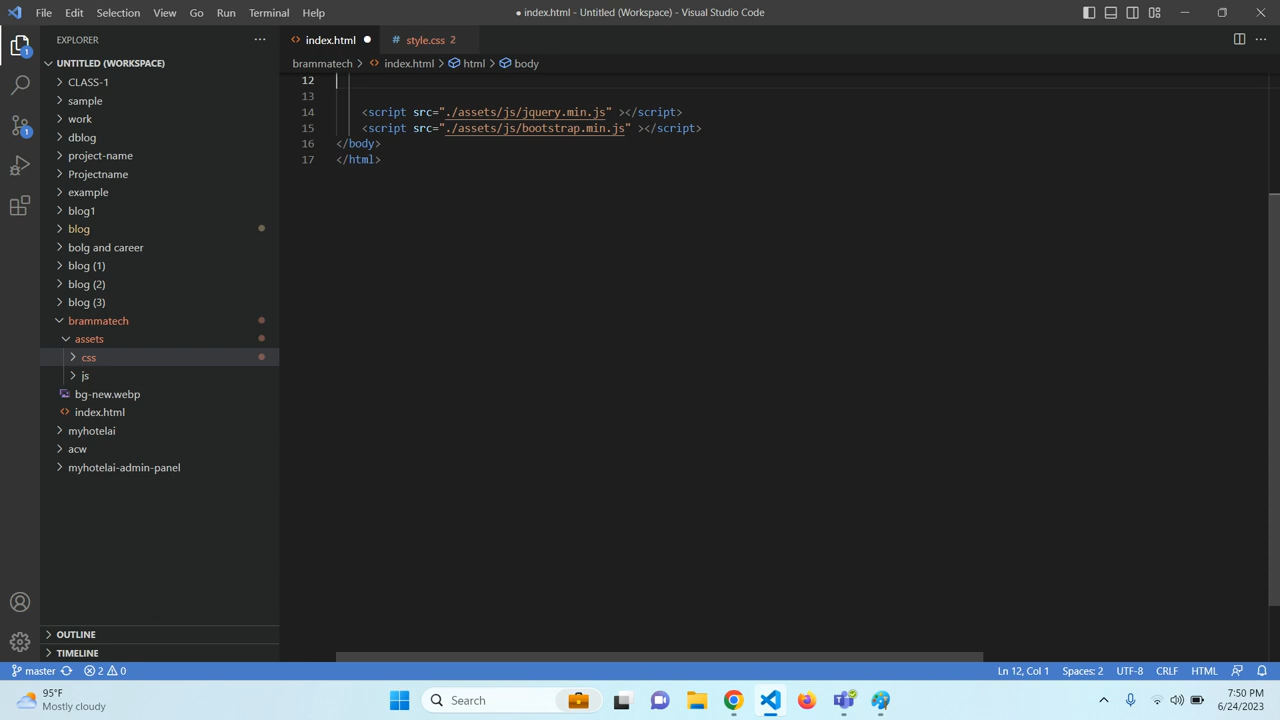 File Edit Selection View Go Run Terminal Help
● index.html - Untitled (Workspace) - Visual Studio Code
EXPLORER
index.html
style.css 2
brammatech > index.html > html > body
1
1
UNTITLED (WORKSPACE)
CLASS-1
sample
work
dblog
project-name
Projectname
example
blog1
blog
bolg and career
blog (1)
blog (2)
blog (3)
brammatech
assets
css
js
bg-new.webp
index.html
myhotelai
acw
myhotelai-admin-panel
OUTLINE
TIMELINE
12
13
14 <script src="./assets/js/jquery.min.js" ></script>
15 <script src="./assets/js/bootstrap.min.js" ></script>
16 </body>
17 </html>
master 2 0 Ln 12, Col 1 Spaces: 2 UTF-8 CRLF HTML
95°F
Mostly cloudy
Search
7:50 PM
6/24/2023